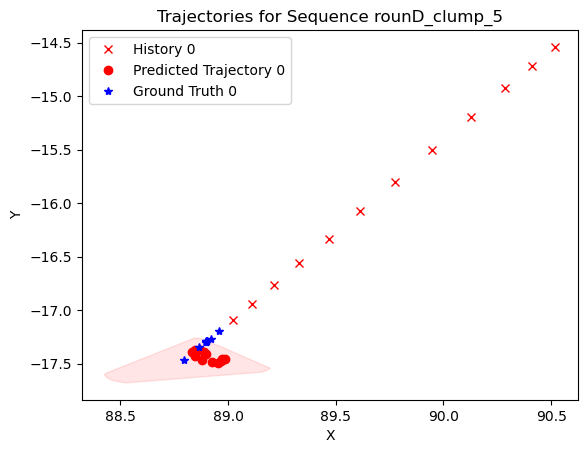 Trajectories for Sequence rounD_clump_5
History 0
Predicted Trajectory 0
Ground Truth 0
Y
−14.5
−15.0
−15.5
−16.0
−16.5
−17.0
−17.5
88.5 89.0 89.5 90.0 90.5
X